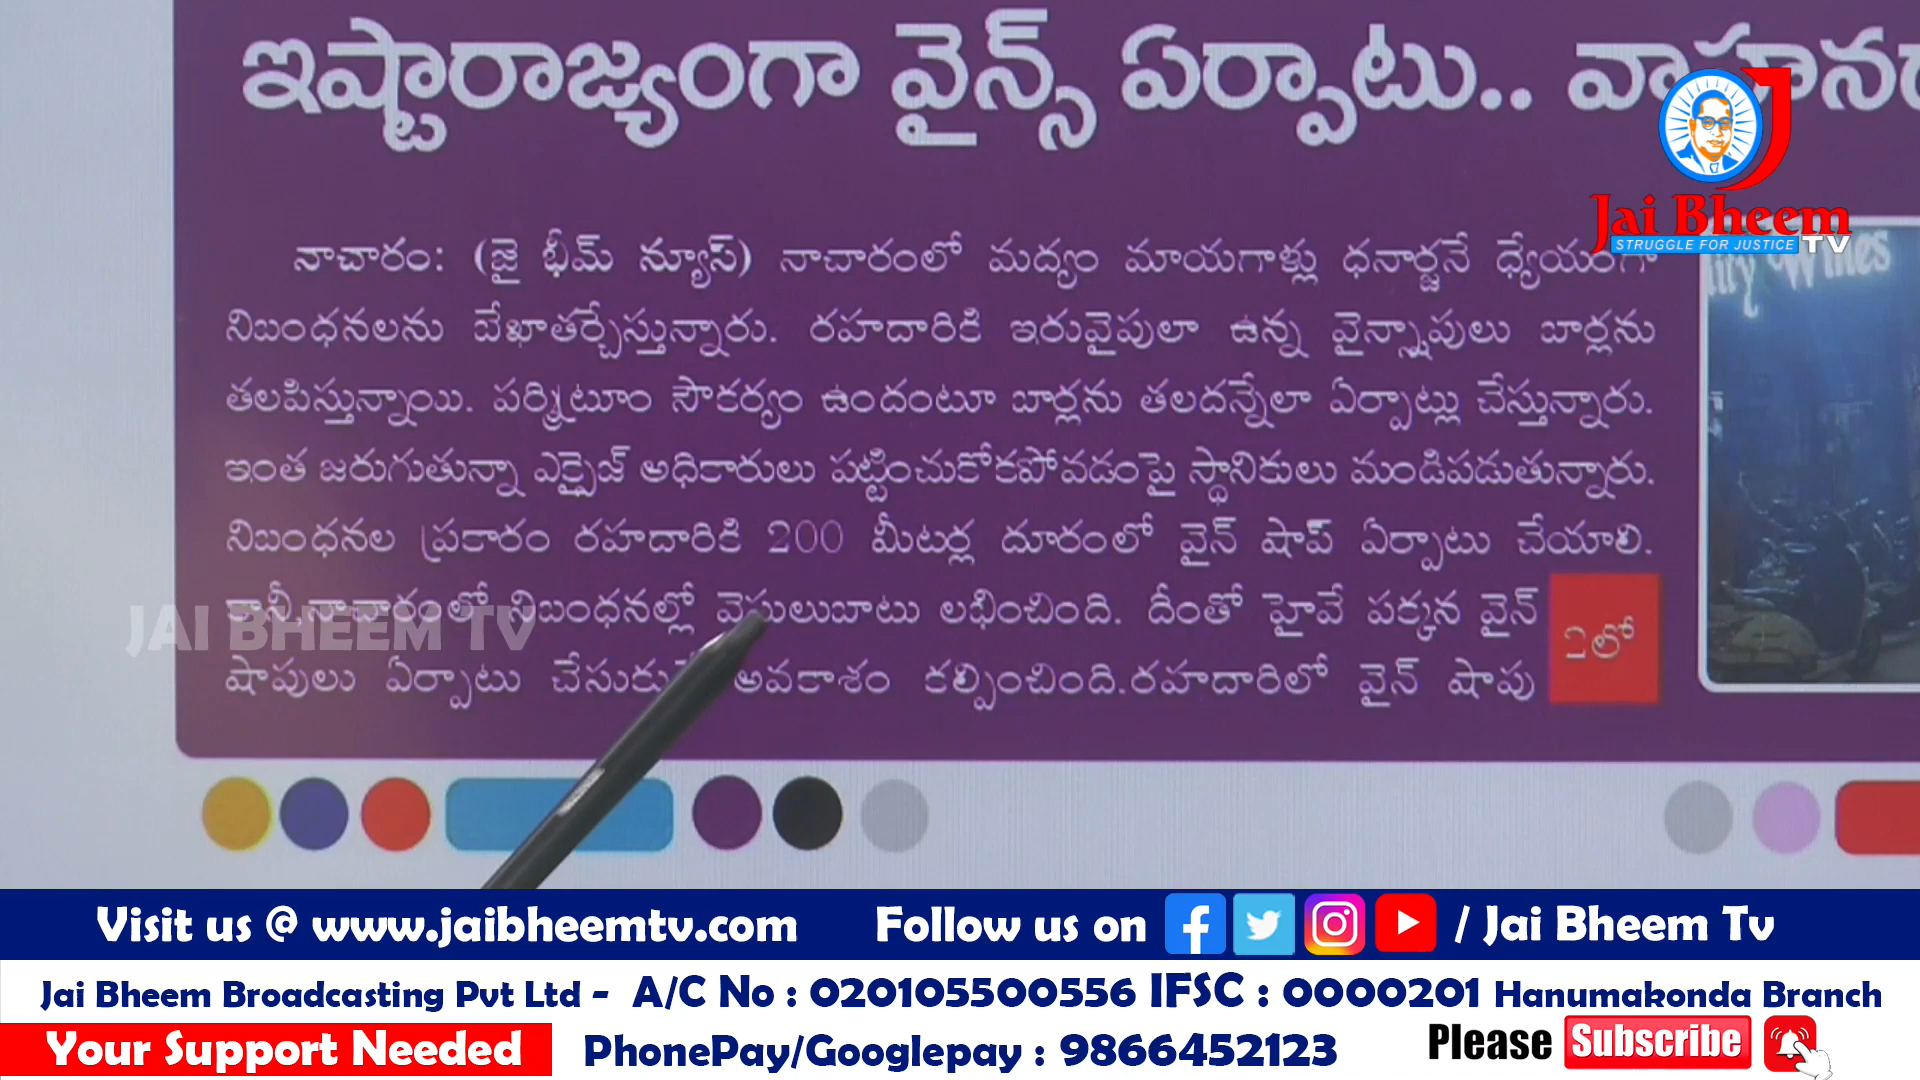 ఇష్టారాజ్యంగా వైన్స్ ఏర్పాటు..
Jai Bheem
STRUGGLE FOR JUSTICE TV
నాచారం: (జై భీమ్ న్యూస్) నాచారంలో మద్యం మాయగాళ్లు ధనార్జనే ధ్యేయంగా
నిబంధనలను బేఖాతర్చేస్తున్నారు. రహదారికి ఇరువైపులా ఉన్న వైన్షాపులు బార్లను
తలపిస్తున్నాయి. పర్మిట్రూం సౌకర్యం ఉందంటూ బార్లను తలదన్నేలా ఏర్పాట్లు చేస్తున్నారు.
ఇంత జరుగుతున్నా ఎక్సైజ్ అధికారులు పట్టించుకోకపోవడంపై స్థానికులు మండిపడుతున్నారు.
నిబంధనల ప్రకారం రహదారికి 200 మీటర్ల దూరంలో వైన్ షాప్ ఏర్పాటు చేయాలి.
కానీ నాచారంలో నిబంధనల్లో వెసులుబాటు లభించింది. దీంతో హైవే పక్కన వైన్
షాపులు ఏర్పాటు అవకాశం కల్పించింది.రహదారిలో వైన్ షాపు
2లో
Wines
JAI BHEEM TV
Visit us @ www.jaibheemtv.com Follow us on / Jai Bheem Tv
Jai Bheem Broadcasting Pvt Ltd - A/C No : 020105500556 IFSC : 0000201 Hanumakonda Branch
Your Support Needed PhonePay/Googlepay : 9866452123 Please Subscribe